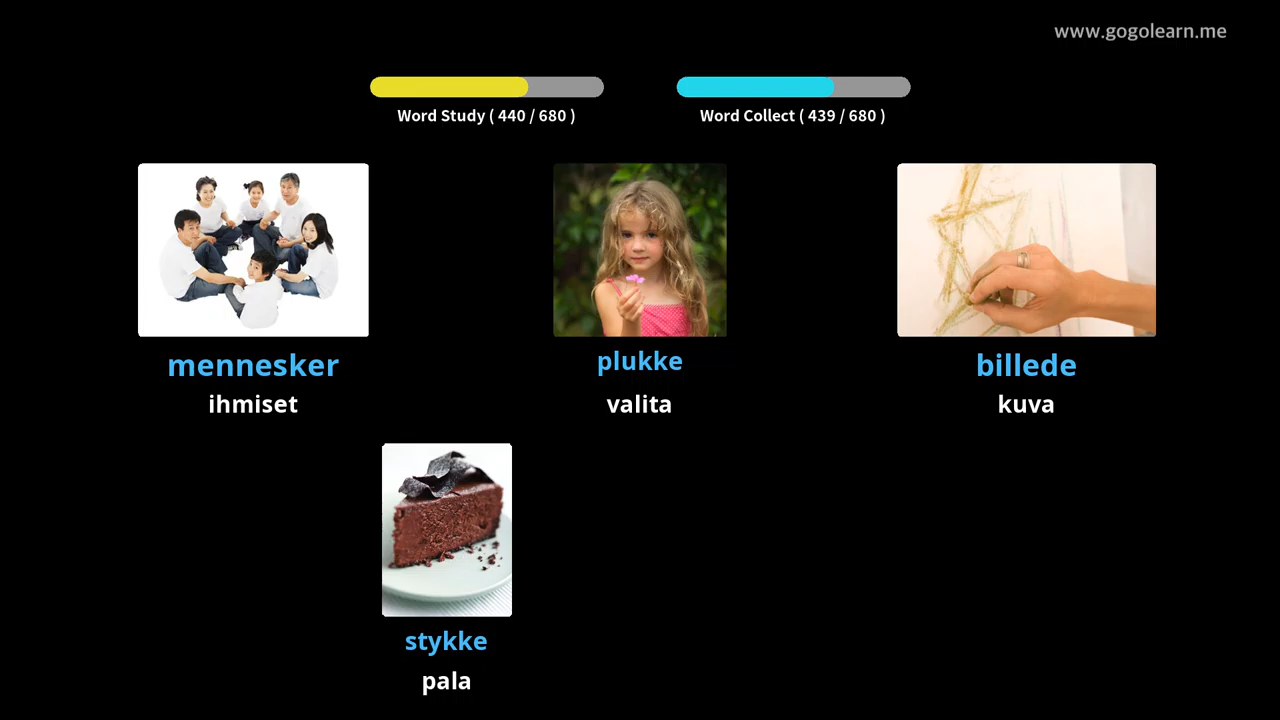 www.gogolearn.me
Word Study ( 440 / 680 )
Word Collect ( 439 / 680 )
mennesker
ihmiset
plukke
valita
billede
kuva
stykke
pala